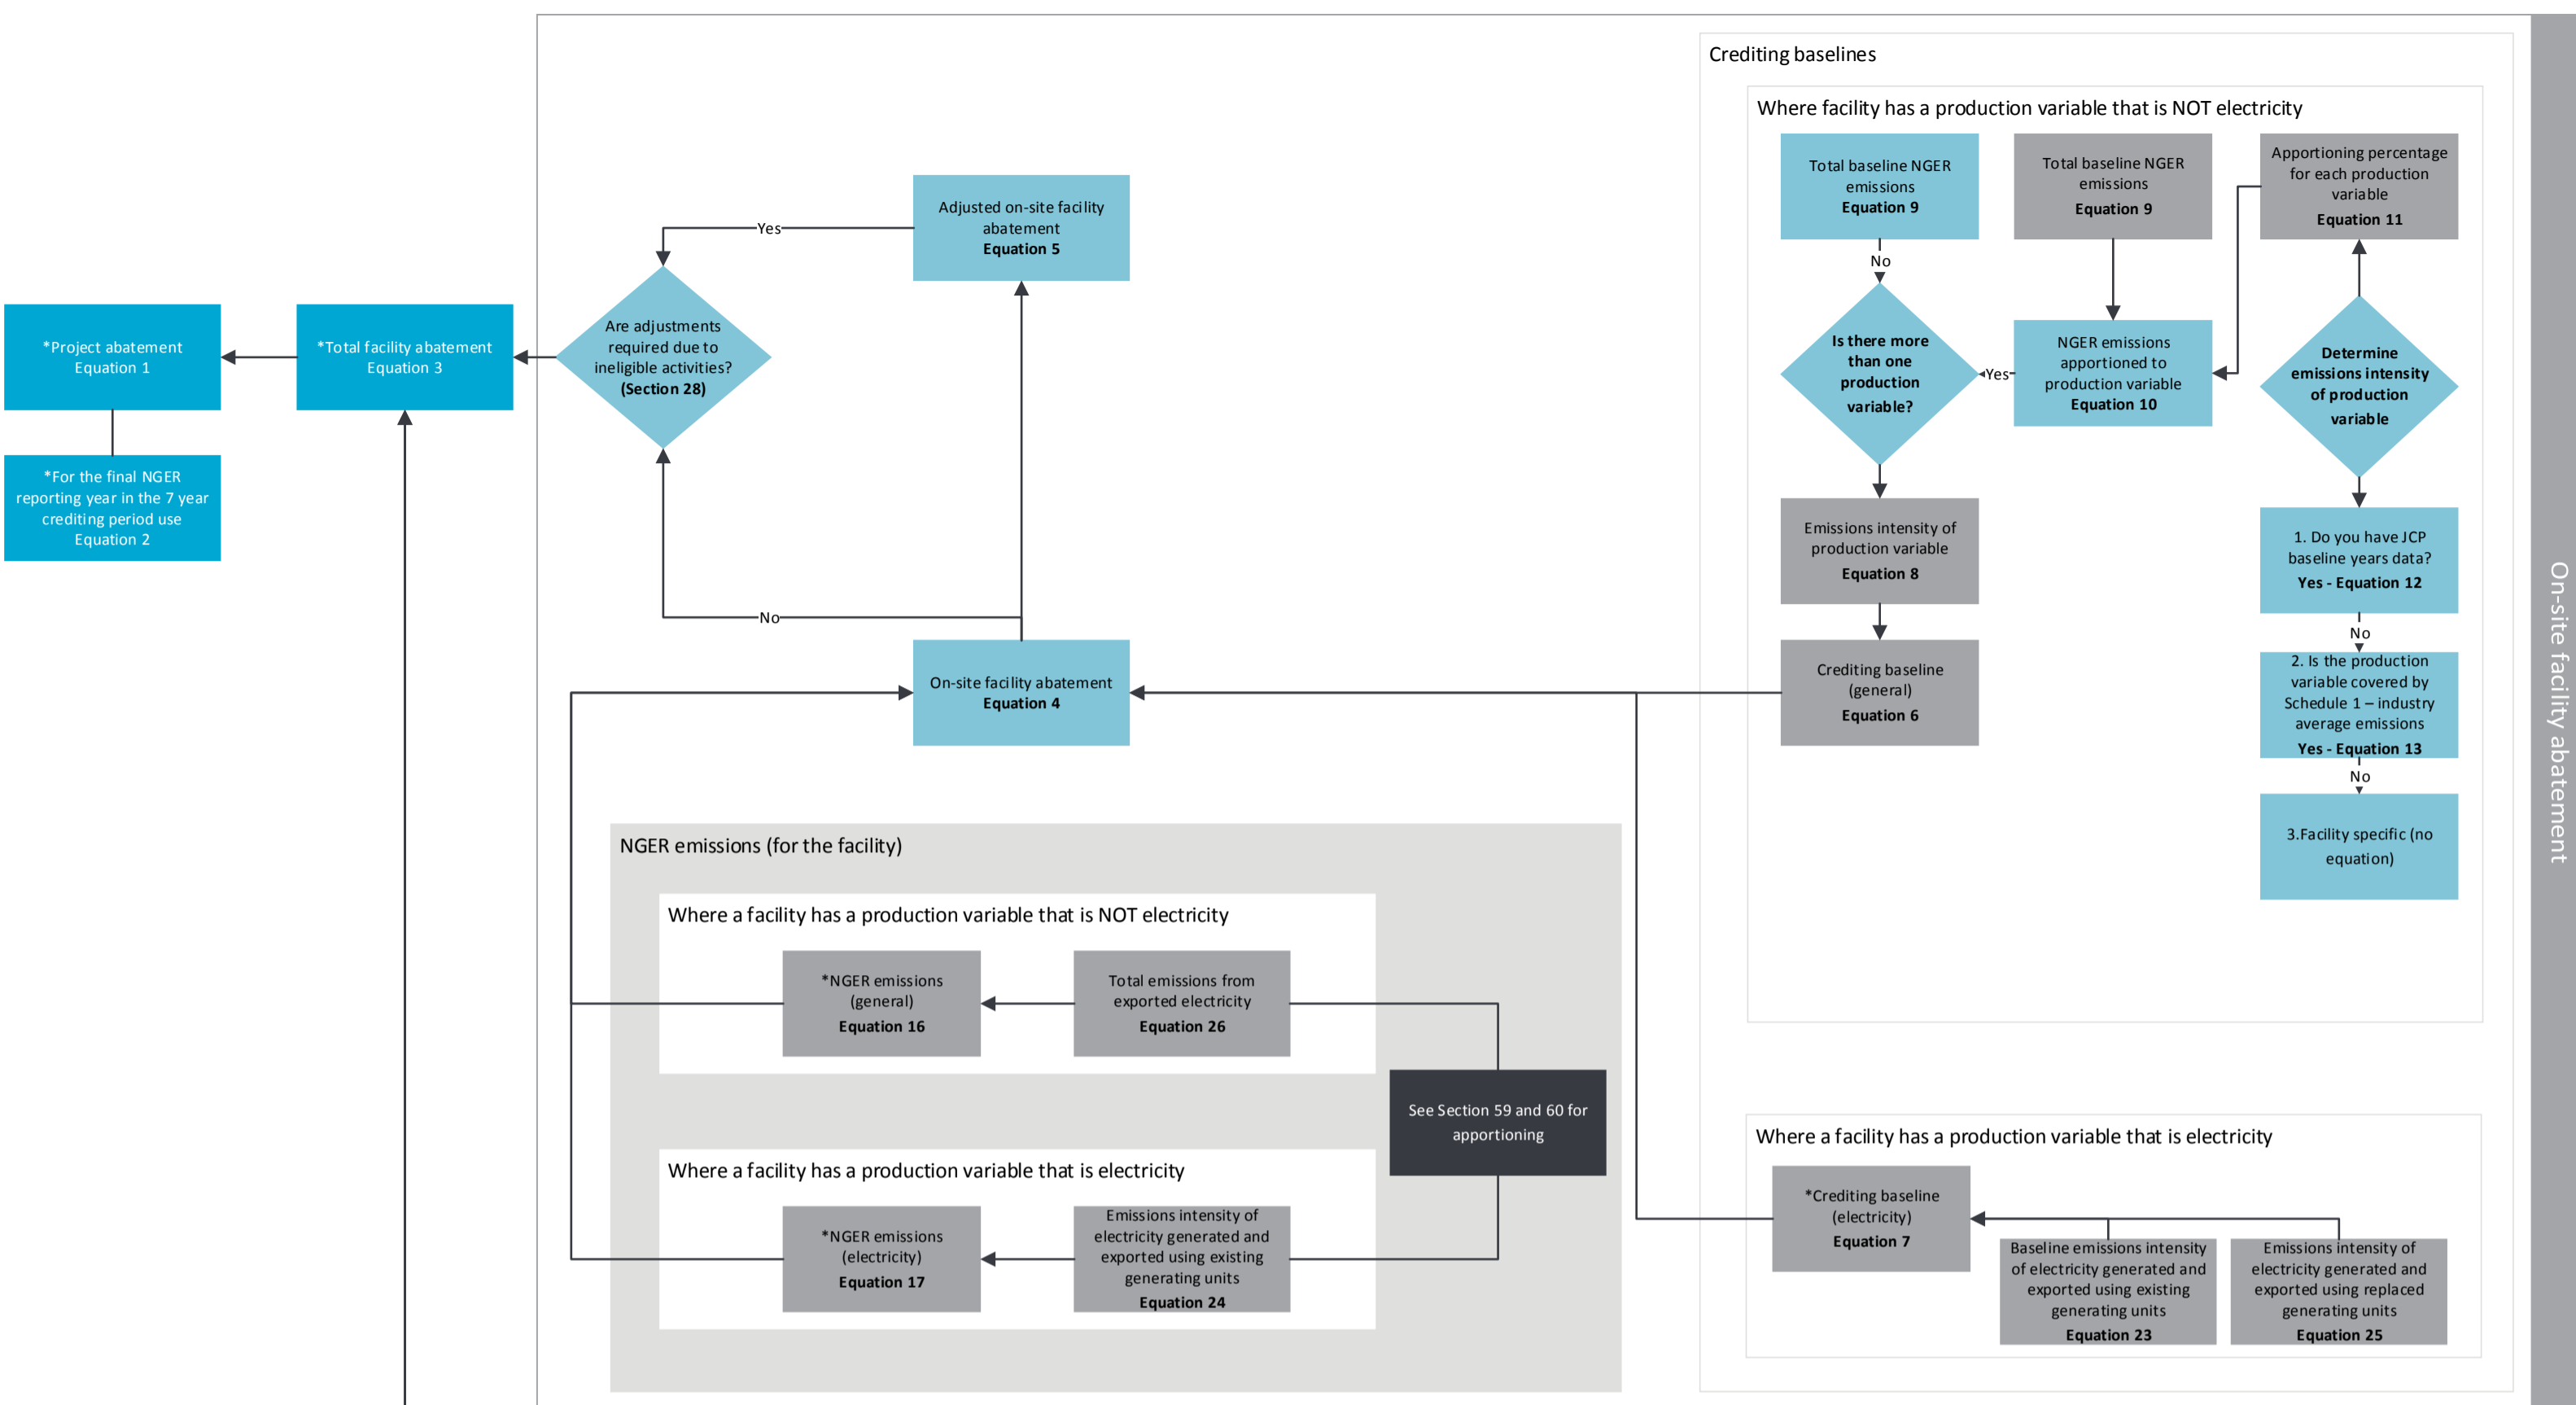 Crediting baselines
Where facility has a production variable that is NOT electricity
Total baseline NGER
emissions
Equation 9
Total baseline NGER
emissions
Equation 9
Apportioning percentage
for each production
variable
Equation 11
No
Is there more
than one
production
variable?
Yes
NGER emissions
apportioned to
production variable
Equation 10
Determine
emissions intensity
of production
variable
Emissions intensity of
production variable
Equation 8
Crediting baseline
(general)
Equation 6
1. Do you have JCP
baseline years data?
Yes - Equation 12
No
2. Is the production
variable covered by
Schedule 1 – industry
average emissions
Yes - Equation 13
No
3.Facility specific (no
equation)
On-site facility abatement
Adjusted on-site facility
abatement
Equation 5
Yes
Are adjustments
required due to
ineligible activities?
(Section 28)
*Total facility abatement
Equation 3
*Project abatement
Equation 1
*For the final NGER
reporting year in the 7 year
crediting period use
Equation 2
No
On-site facility abatement
Equation 4
NGER emissions (for the facility)
Where a facility has a production variable that is NOT electricity
*NGER emissions
(general)
Equation 16
Total emissions from
exported electricity
Equation 26
See Section 59 and 60 for
apportioning
Where a facility has a production variable that is electricity
*NGER emissions
(electricity)
Equation 17
Emissions intensity of
electricity generated and
exported using existing
generating units
Equation 24
Where a facility has a production variable that is electricity
*Crediting baseline
(electricity)
Equation 7
Baseline emissions intensity
of electricity generated and
exported using existing
generating units
Equation 23
Emissions intensity of
electricity generated and
exported using replaced
generating units
Equation 25